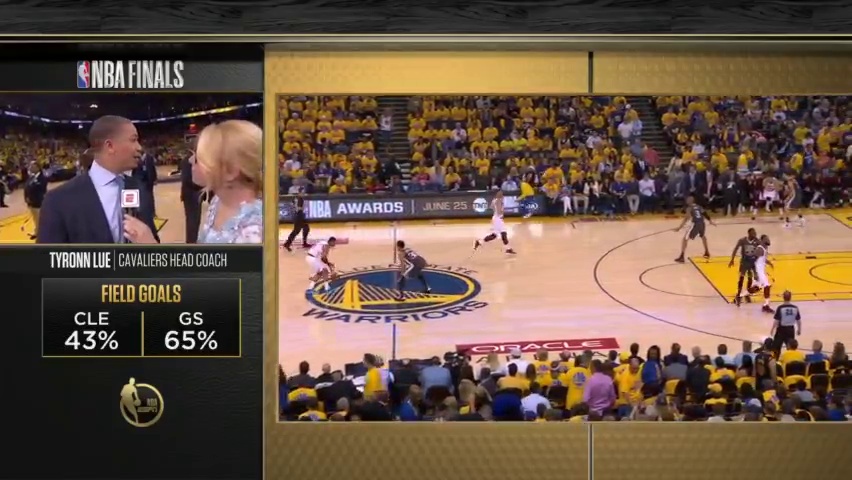 NBA FINALS
TYRONN LUE | CAVALIERS HEAD COACH
FIELD GOALS
CLE GS
43% 65%
NBA AWARDS JUNE 25 TNT
WARRIORS
ORACLE